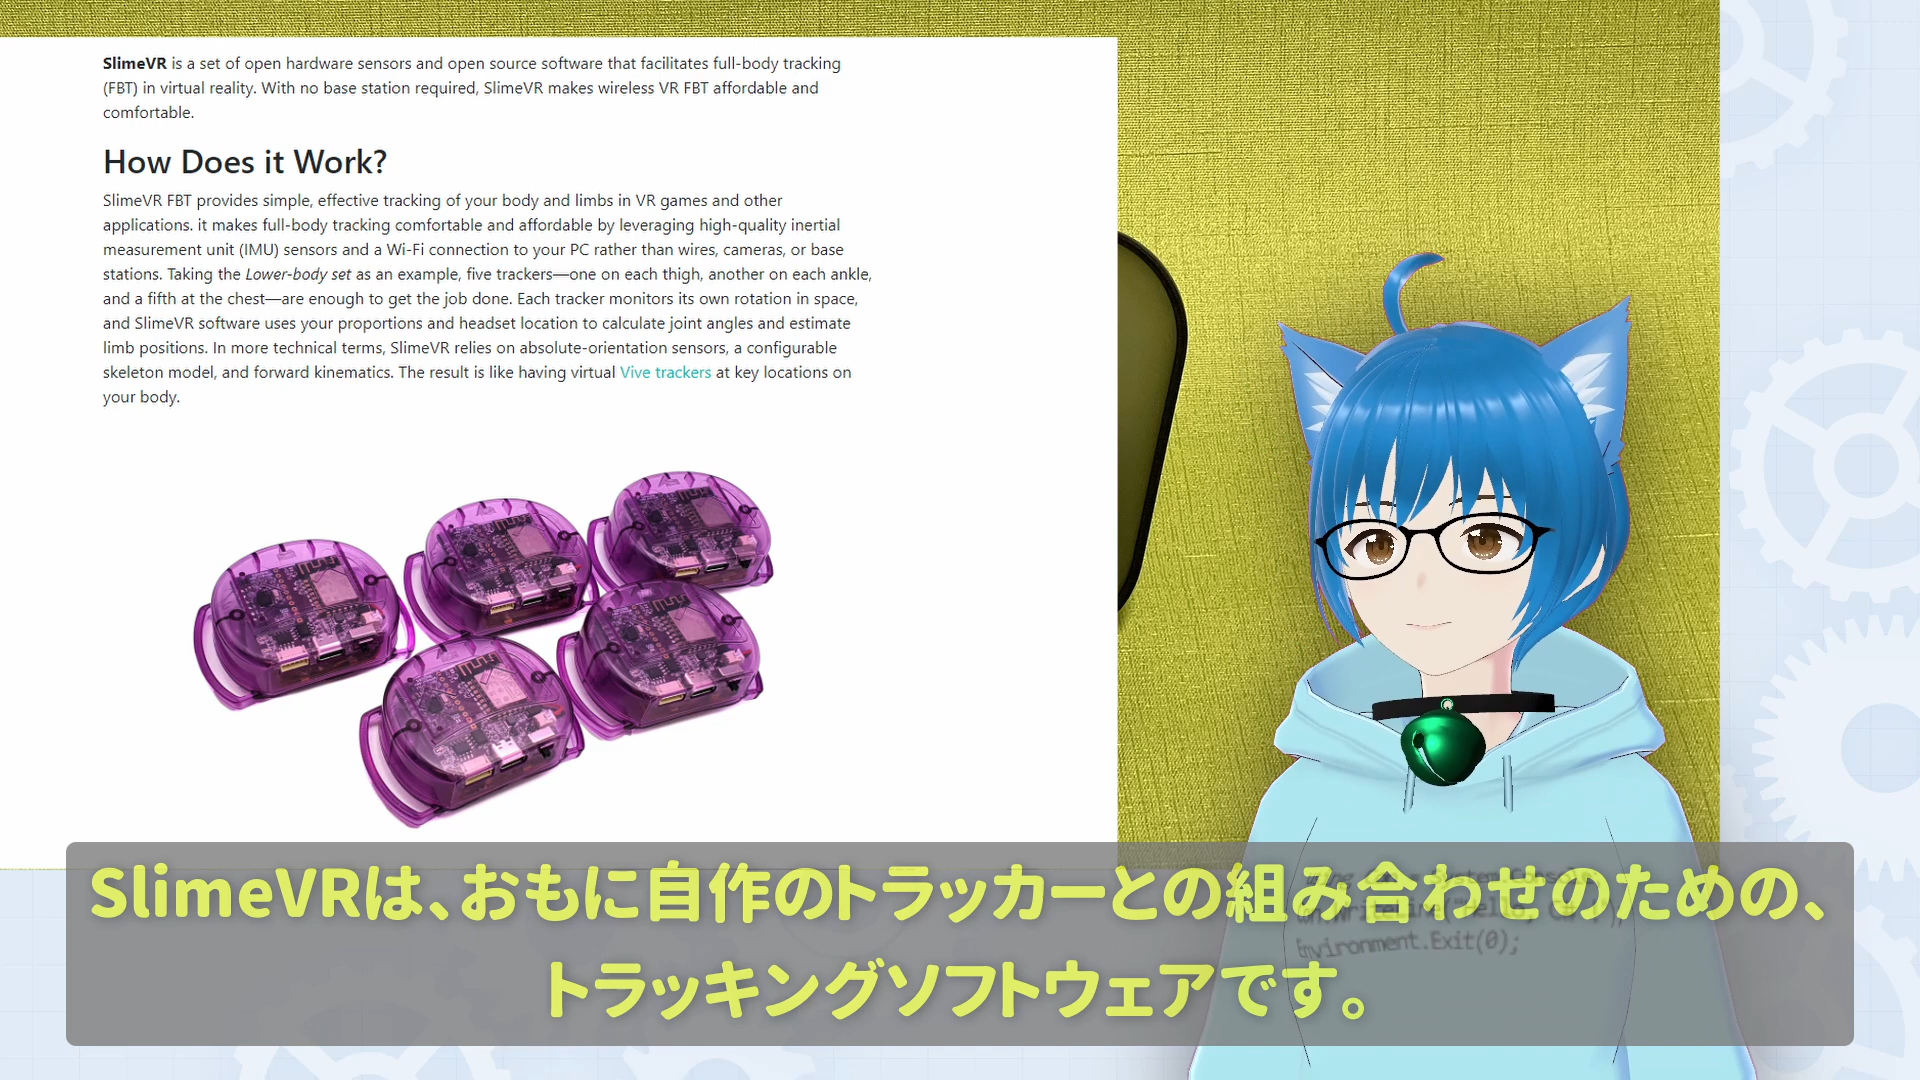 SlimeVR is a set of open hardware sensors and open source software that facilitates full-body tracking
(FBT) in virtual reality. With no base station required, SlimeVR makes wireless VR FBT affordable and
comfortable.
How Does it Work?
SlimeVR FBT provides simple, effective tracking of your body and limbs in VR games and other
applications. it makes full-body tracking comfortable and affordable by leveraging high-quality inertial
measurement unit (IMU) sensors and a Wi-Fi connection to your PC rather than wires, cameras, or base
stations. Taking the Lower-body set as an example, five trackers—one on each thigh, another on each ankle,
and a fifth at the chest—are enough to get the job done. Each tracker monitors its own rotation in space,
and SlimeVR software uses your proportions and headset location to calculate joint angles and estimate
limb positions. In more technical terms, SlimeVR relies on absolute-orientation sensors, a configurable
skeleton model, and forward kinematics. The result is like having virtual Vive trackers at key locations on
your body.
SlimeVRは、おもに自作のトラッカーとの組み合わせのための、
トラッキングソフトウェアです。
Environment.Exit(0);